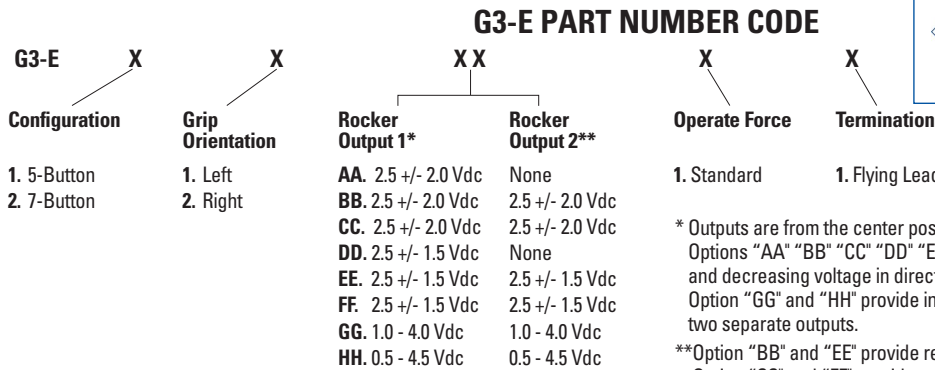 G3-E PART NUMBER CODE
G3-E X X X X X X
Configuration
1. 5-Button
2. 7-Button
Grip
Orientation
1. Left
2. Right
Rocker Rocker
Output 1* Output 2**
AA. 2.5 +/- 2.0 Vdc None
BB. 2.5 +/- 2.0 Vdc 2.5 +/- 2.0 Vdc
CC. 2.5 +/- 2.0 Vdc 2.5 +/- 2.0 Vdc
DD. 2.5 +/- 1.5 Vdc None
EE. 2.5 +/- 1.5 Vdc 2.5 +/- 1.5 Vdc
FF. 2.5 +/- 1.5 Vdc 2.5 +/- 1.5 Vdc
GG. 1.0 - 4.0 Vdc 1.0 - 4.0 Vdc
HH. 0.5 - 4.5 Vdc 0.5 - 4.5 Vdc
Operate Force
1. Standard
Termination
1. Flying Lead
* Outputs are from the center pos
Options “AA" “BB" “CC" “DD" “E
and decreasing voltage in direct
Option “GG" and “HH" provide in
two separate outputs.
**Option “BB" and “EE" provide re